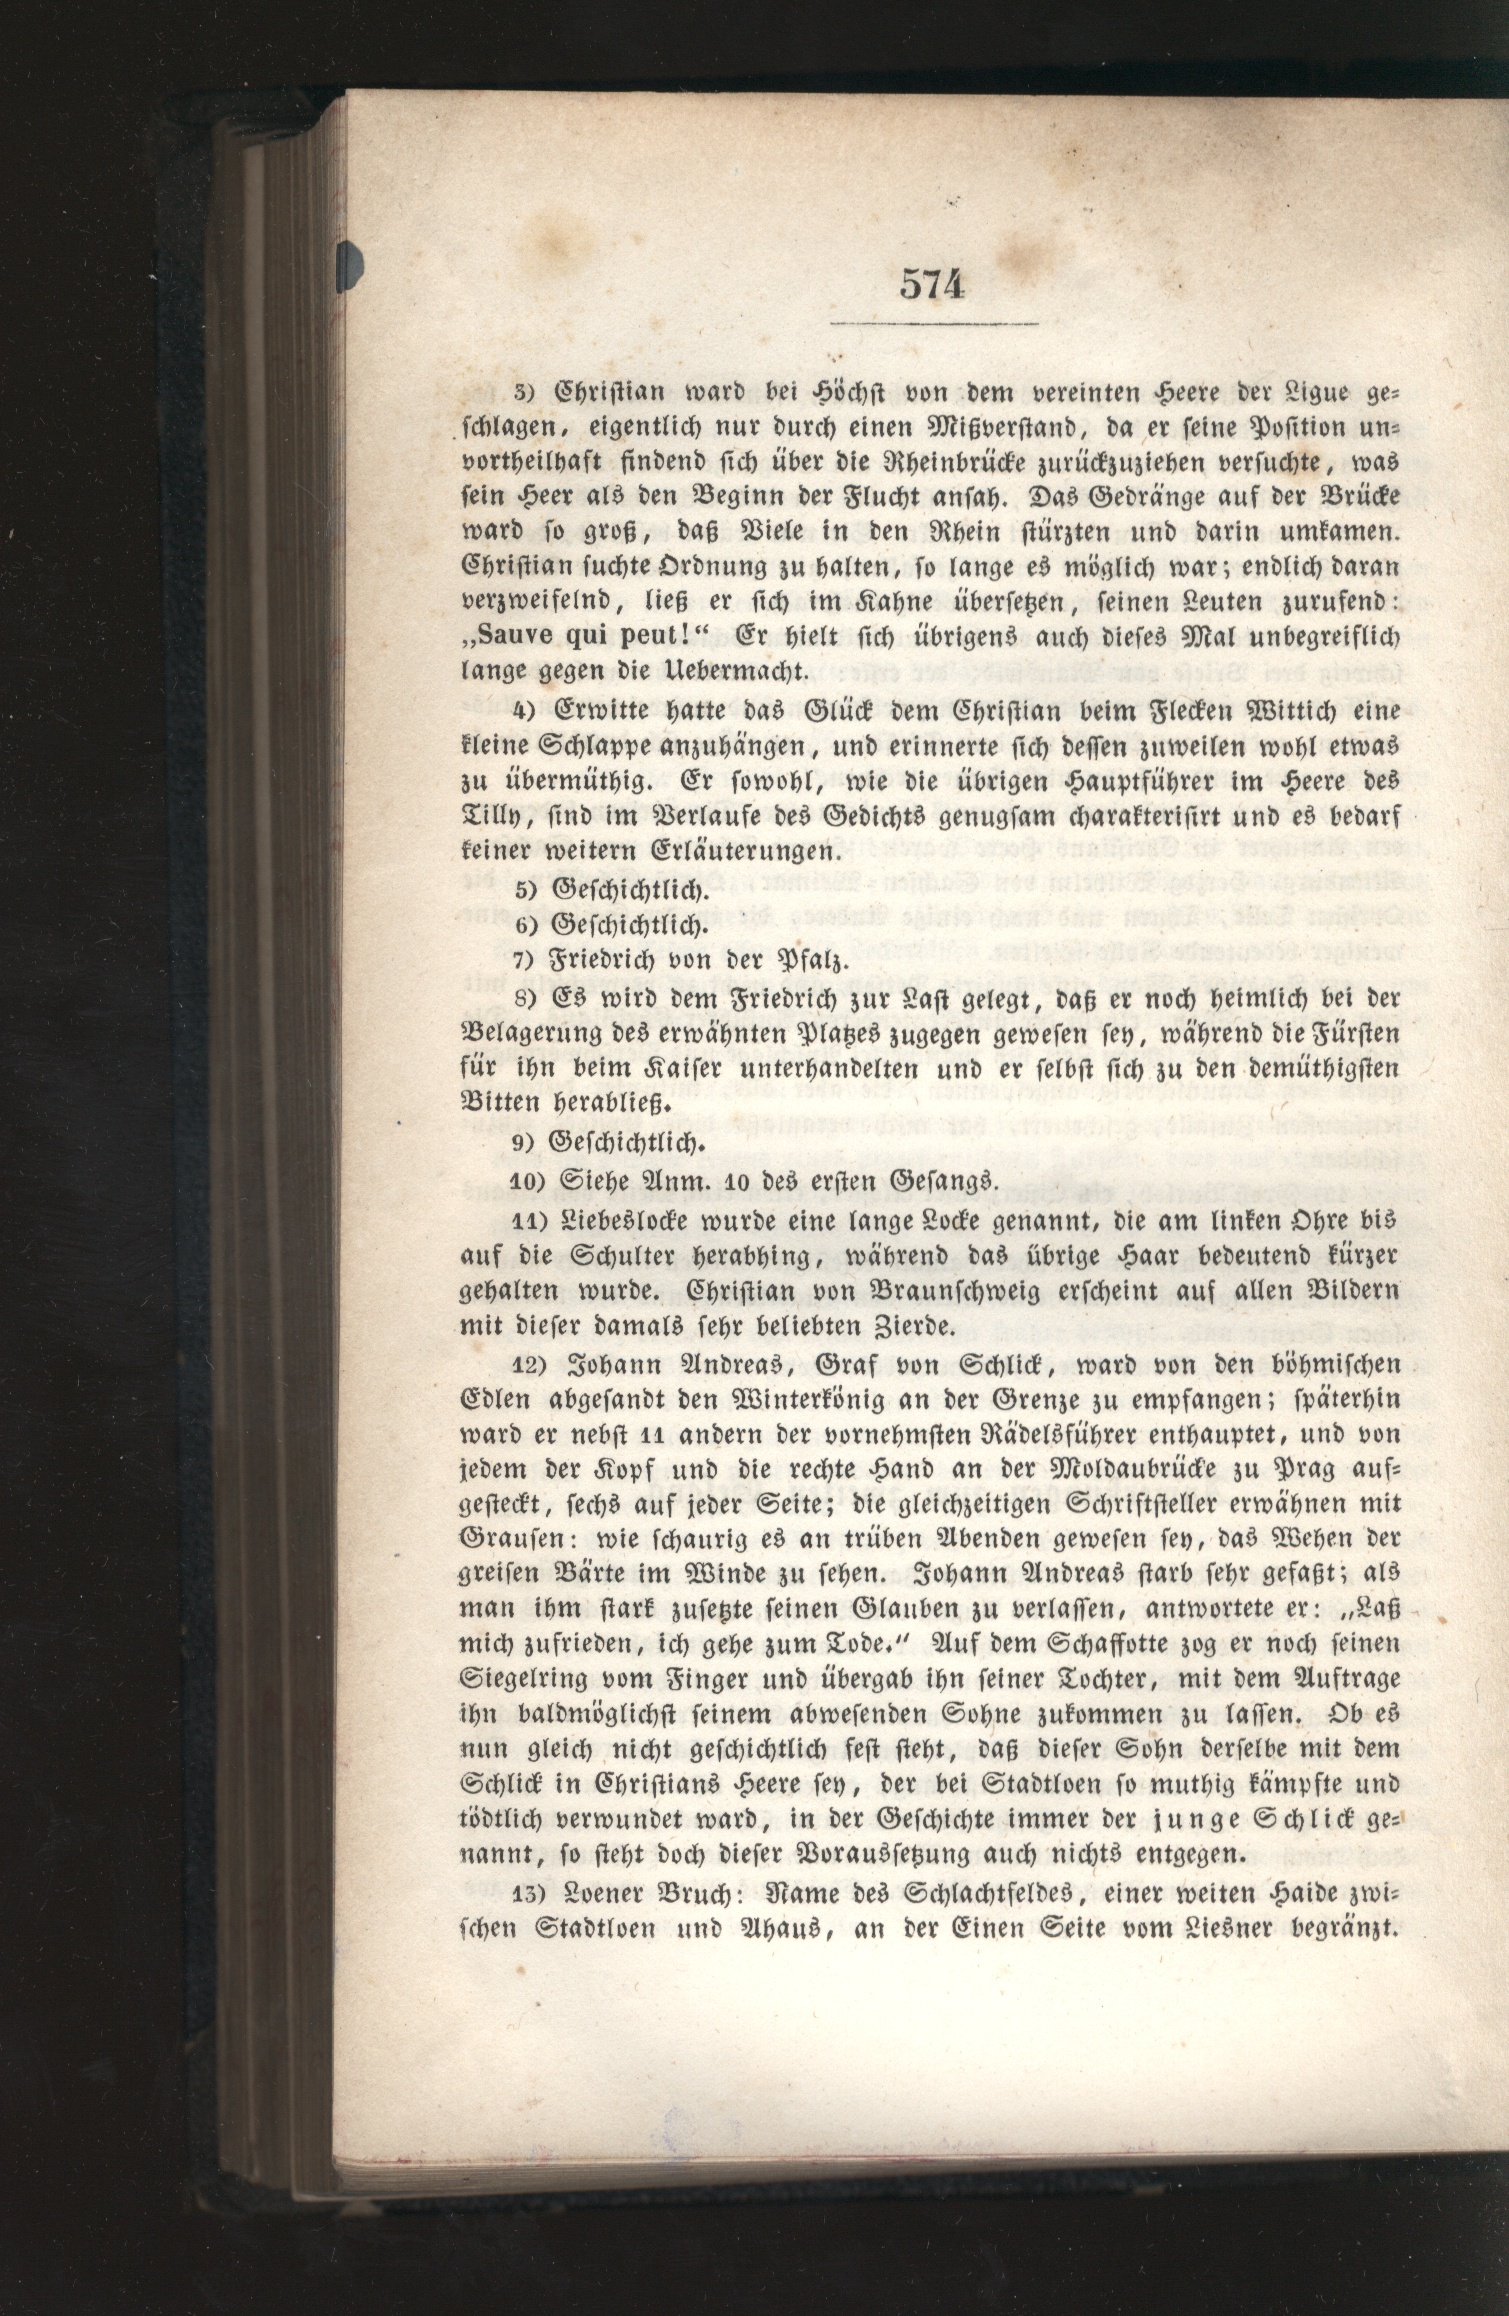 574
3) Christian ward bei Höchst von dem vereinten Heere der Ligue ge=
schlagen, eigentlich nur durch einen Mißverstand, da er seine Position un=
vortheilhaft findend sich über die Rheinbrücke zurückzuziehen versuchte, was
sein Heer als den Beginn der Flucht ansah. Das Gedränge auf der Brücke
ward so groß, daß Viele in den Rhein stürzten und darin umkamen.
Christian suchte Ordnung zu halten, so lange es möglich war; endlich daran
verzweifelnd, ließ er sich im Kahne übersetzen, seinen Leuten zurufend:
„Sauve qui peut!“ Er hielt sich übrigens auch dieses Mal unbegreiflich
lange gegen die Uebermacht.
4) Erwitte hatte das Glück dem Christian beim Flecken Wittich eine
kleine Schlappe anzuhängen, und erinnerte sich dessen zuweilen wohl etwas
zu übermüthig. Er sowohl, wie die übrigen Hauptführer im Heere des
Tilly, sind im Verlaufe des Gedichts genugsam charakterisirt und es bedarf
keiner weitern Erläuterungen.
5) Geschichtlich.
6) Geschichtlich.
7) Friedrich von der Pfalz.
8) Es wird dem Friedrich zur Last gelegt, daß er noch heimlich bei der
Belagerung des erwähnten Platzes zugegen gewesen sey, während die Fürsten
für ihn beim Kaiser unterhandelten und er selbst sich zu den demüthigsten
Bitten herabließ.
9) Geschichtlich.
10) Siehe Anm. 10 des ersten Gesangs.
11) Liebeslocke wurde eine lange Locke genannt, die am linken Ohre bis
auf die Schulter herabhing, während das übrige Haar bedeutend kürzer
gehalten wurde. Christian von Braunschweig erscheint auf allen Bildern
mit dieser damals sehr beliebten Zierde.
12) Johann Andreas, Graf von Schlick, ward von den böhmischen
Edlen abgesandt den Winterkönig an der Grenze zu empfangen; späterhin
ward er nebst 11 andern der vornehmsten Rädelsführer enthauptet, und von
jedem der Kopf und die rechte Hand an der Moldaubrücke zu Prag auf=
gesteckt, sechs auf jeder Seite; die gleichzeitigen Schriftsteller erwähnen mit
Grausen: wie schaurig es an trüben Abenden gewesen sey, das Wehen der
greisen Bärte im Winde zu sehen. Johann Andreas starb sehr gefaßt; als
man ihm stark zusetzte seinen Glauben zu verlassen, antwortete er: „Laß
mich zufrieden, ich gehe zum Tode.“ Auf dem Schaffotte zog er noch seinen
Siegelring vom Finger und übergab ihn seiner Tochter, mit dem Auftrage
ihn baldmöglichst seinem abwesenden Sohne zukommen zu lassen. Ob es
nun gleich nicht geschichtlich fest steht, daß dieser Sohn derselbe mit dem
Schlick in Christians Heere sey, der bei Stadtloen so muthig kämpfte und
tödtlich verwundet ward, in der Geschichte immer der junge Schlick ge=
nannt, so steht doch dieser Voraussetzung auch nichts entgegen.
13) Loener Bruch: Name des Schlachtfeldes, einer weiten Haide zwi=
schen Stadtloen und Ahaus, an der Einen Seite vom Liesner begränzt.